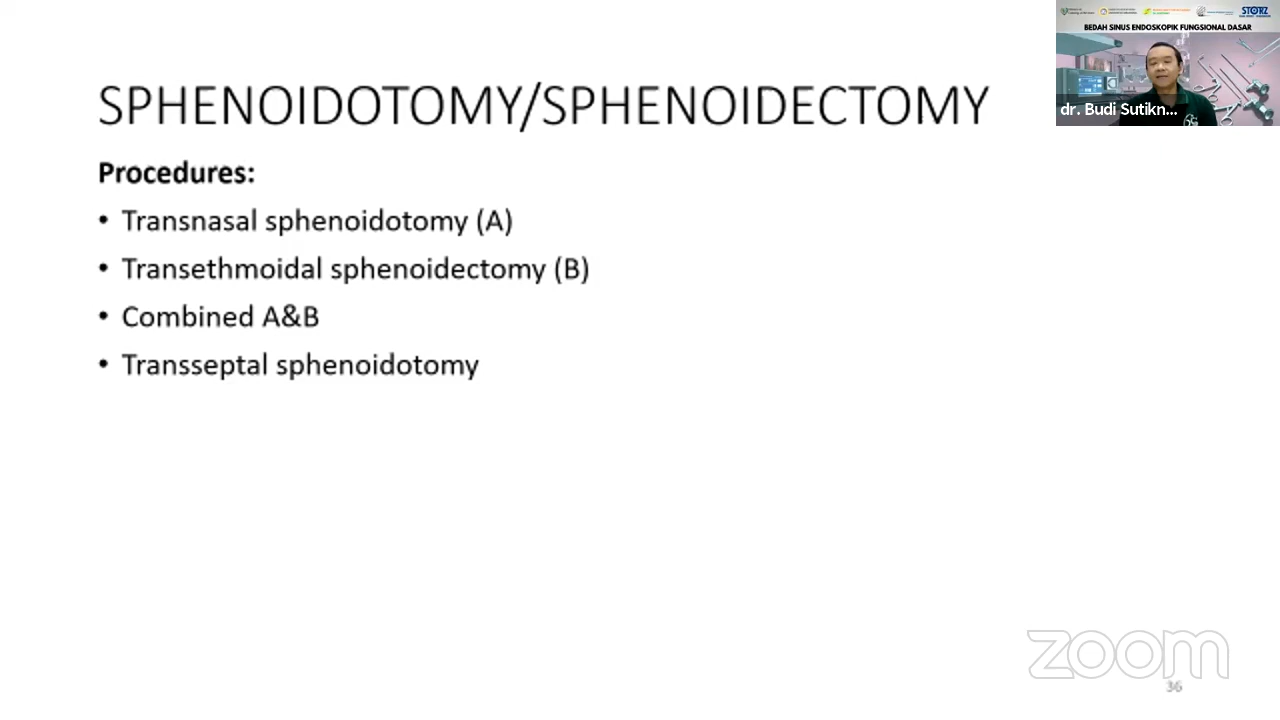 SPHENOIDOTOMY/SPHENOIDECTOMY
Procedures:
• Transnasal sphenoidotomy (A)
• Transethmoidal sphenoidectomy (B)
• Combined A&B
• Transseptal sphenoidotomy
STORZ
BEDAH SINUS ENDOSKOPIK FUNGSIONAL DASAR
dr. Budi Sutikn...
zoom
36